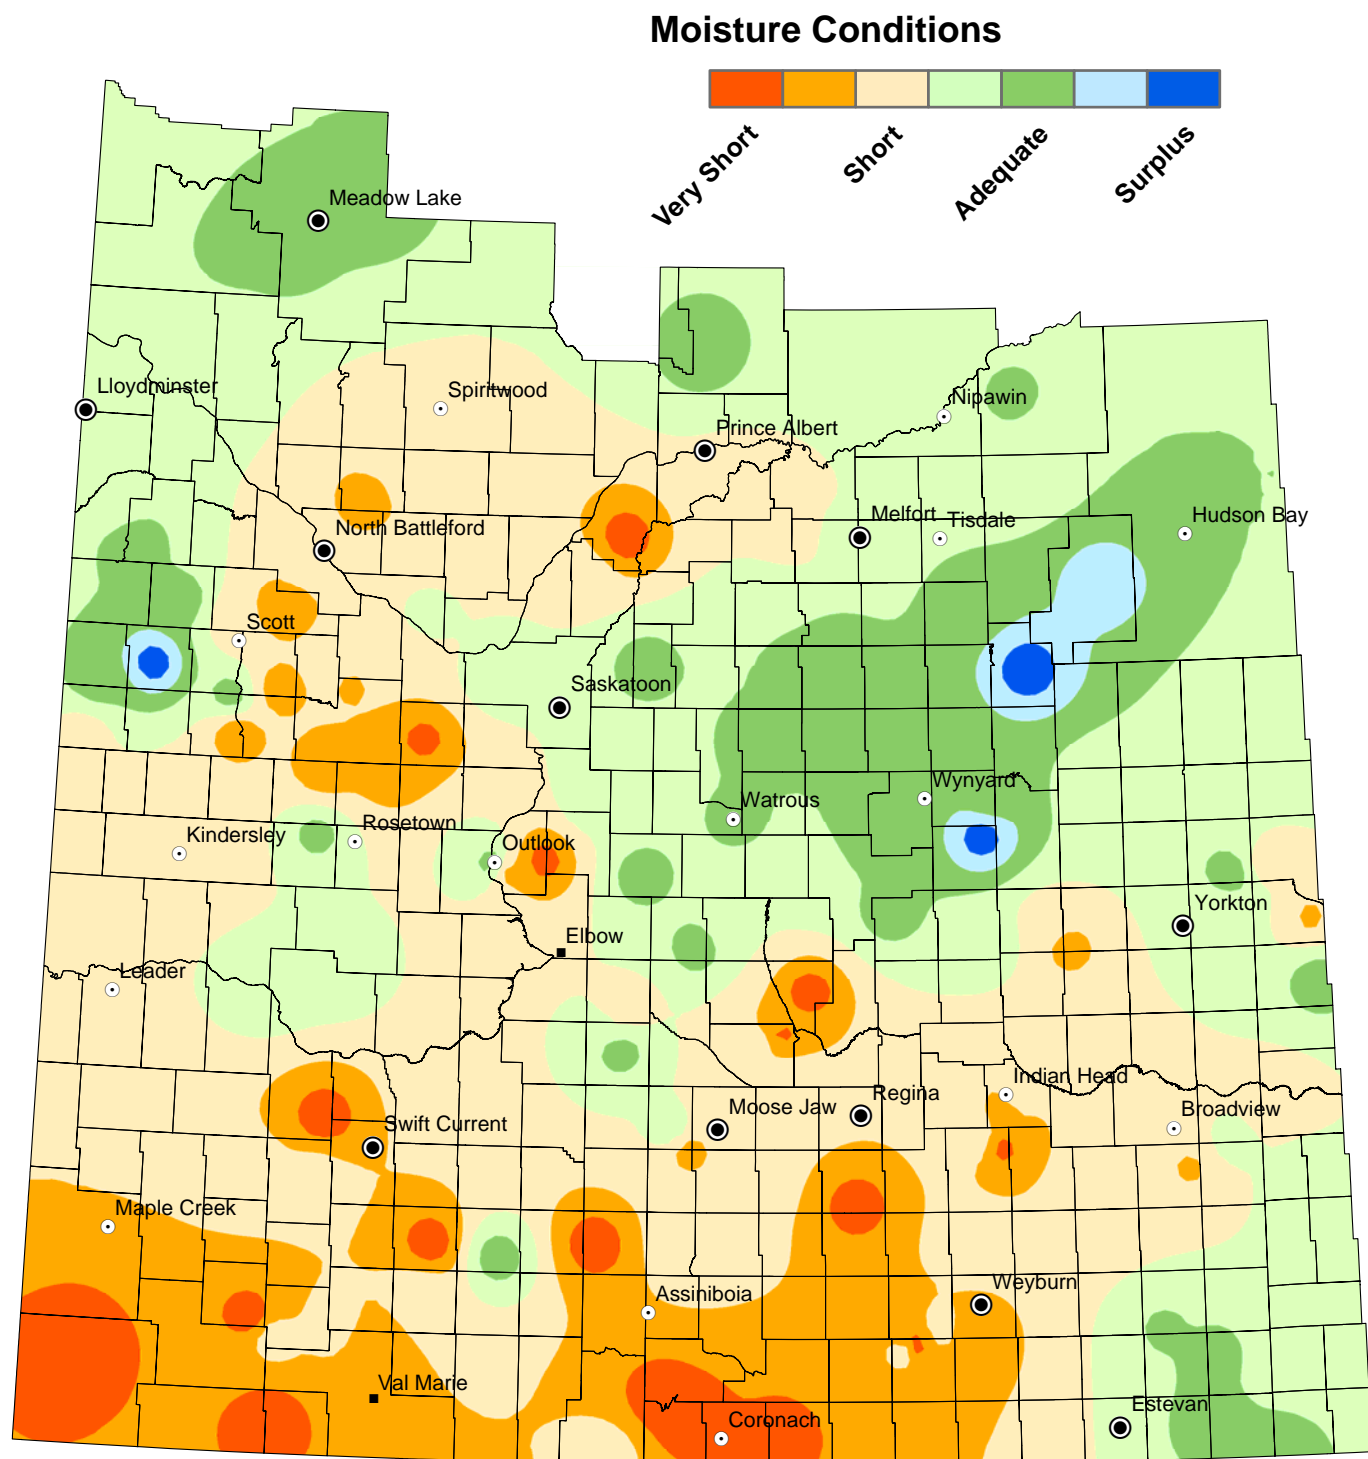 Moisture Conditions
Very Short
Short
Adequate
Surplus
Meadow Lake
Lloydminster
Spiritwood
Nipawin
Prince Albert
Melfort
Tisdale
Hudson Bay
North Battleford
Scott
Saskatoon
Wynyard
Watrous
Kindersley
Rosetown
Outlook
Yorkton
Elbow
Leader
Indian Head
Regina
Moose Jaw
Broadview
Swift Current
Maple Creek
Weyburn
Assiniboia
Val Marie
Estevan
Coronach